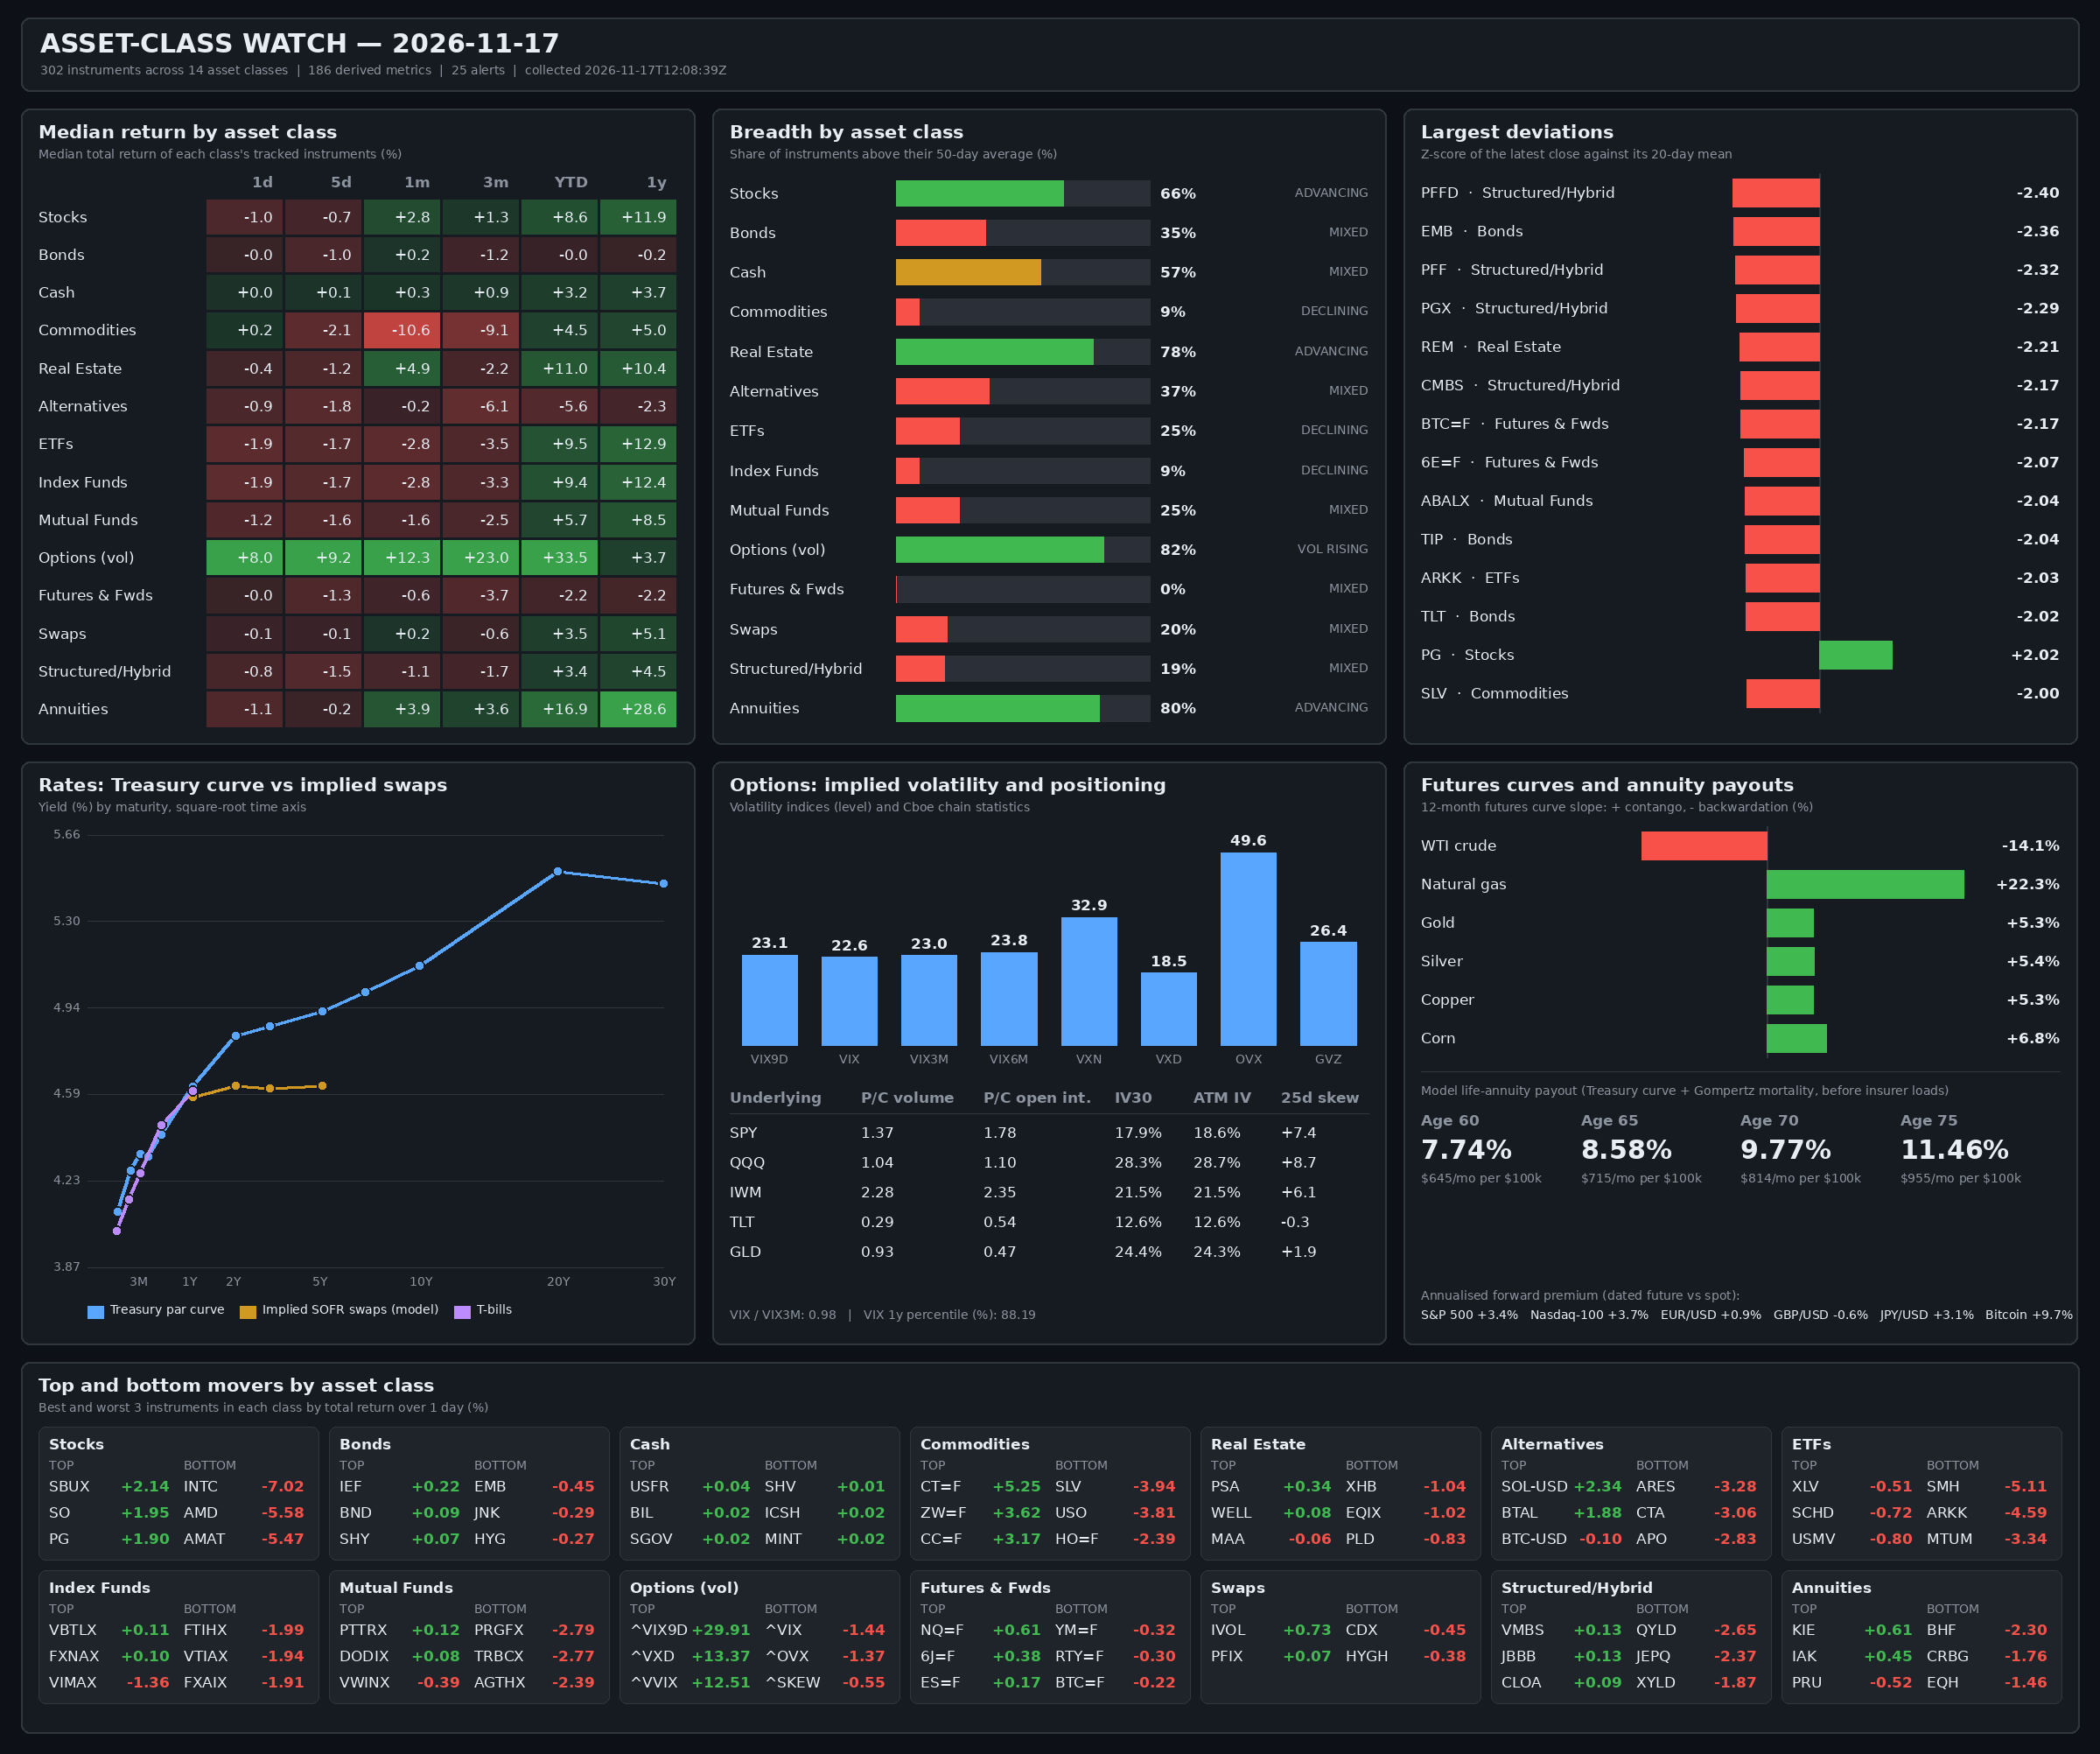 ASSET-CLASS WATCH — 2026-11-17
302 instruments across 14 asset classes | 186 derived metrics | 25 alerts | collected 2026-11-17T12:08:39Z
Median return by asset class
Median total return of each class's tracked instruments (%)
1d 5d 1m 3m YTD 1y
Stocks -1.0 -0.7 +2.8 +1.3 +8.6 +11.9
Bonds -0.0 -1.0 +0.2 -1.2 -0.0 -0.2
Cash +0.0 +0.1 +0.3 +0.9 +3.2 +3.7
Commodities +0.2 -2.1 -10.6 -9.1 +4.5 +5.0
Real Estate -0.4 -1.2 +4.9 -2.2 +11.0 +10.4
Alternatives -0.9 -1.8 -0.2 -6.1 -5.6 -2.3
ETFs -1.9 -1.7 -2.8 -3.5 +9.5 +12.9
Index Funds -1.9 -1.7 -2.8 -3.3 +9.4 +12.4
Mutual Funds -1.2 -1.6 -1.6 -2.5 +5.7 +8.5
Options (vol) +8.0 +9.2 +12.3 +23.0 +33.5 +3.7
Futures & Fwds -0.0 -1.3 -0.6 -3.7 -2.2 -2.2
Swaps -0.1 -0.1 +0.2 -0.6 +3.5 +5.1
Structured/Hybrid -0.8 -1.5 -1.1 -1.7 +3.4 +4.5
Annuities -1.1 -0.2 +3.9 +3.6 +16.9 +28.6
Breadth by asset class
Share of instruments above their 50-day average (%)
Stocks 66% ADVANCING
Bonds 35% MIXED
Cash 57% MIXED
Commodities 9% DECLINING
Real Estate 78% ADVANCING
Alternatives 37% MIXED
ETFs 25% DECLINING
Index Funds 9% DECLINING
Mutual Funds 25% MIXED
Options (vol) 82% VOL RISING
Futures & Fwds 0% MIXED
Swaps 20% MIXED
Structured/Hybrid 19% MIXED
Annuities 80% ADVANCING
Largest deviations
Z-score of the latest close against its 20-day mean
PFFD · Structured/Hybrid -2.40
EMB · Bonds -2.36
PFF · Structured/Hybrid -2.32
PGX · Structured/Hybrid -2.29
REM · Real Estate -2.21
CMBS · Structured/Hybrid -2.17
BTC=F · Futures & Fwds -2.17
6E=F · Futures & Fwds -2.07
ABALX · Mutual Funds -2.04
TIP · Bonds -2.04
ARKK · ETFs -2.03
TLT · Bonds -2.02
PG · Stocks +2.02
SLV · Commodities -2.00
Rates: Treasury curve vs implied swaps
Yield (%) by maturity, square-root time axis
5.66
5.30
4.94
4.59
4.23
3.87
3M 1Y 2Y 5Y 10Y 20Y 30Y
Treasury par curve Implied SOFR swaps (model) T-bills
Options: implied volatility and positioning
Volatility indices (level) and Cboe chain statistics
23.1 22.6 23.0 23.8 32.9 18.5 49.6 26.4
VIX9D VIX VIX3M VIX6M VXN VXD OVX GVZ
Underlying P/C volume P/C open int. IV30 ATM IV 25d skew
SPY 1.37 1.78 17.9% 18.6% +7.4
QQQ 1.04 1.10 28.3% 28.7% +8.7
IWM 2.28 2.35 21.5% 21.5% +6.1
TLT 0.29 0.54 12.6% 12.6% -0.3
GLD 0.93 0.47 24.4% 24.3% +1.9
VIX / VIX3M: 0.98 | VIX 1y percentile (%): 88.19
Futures curves and annuity payouts
12-month futures curve slope: + contango, - backwardation (%)
WTI crude -14.1%
Natural gas +22.3%
Gold +5.3%
Silver +5.4%
Copper +5.3%
Corn +6.8%
Model life-annuity payout (Treasury curve + Gompertz mortality, before insurer loads)
Age 60 Age 65 Age 70 Age 75
7.74% 8.58% 9.77% 11.46%
$645/mo per $100k $715/mo per $100k $814/mo per $100k $955/mo per $100k
Annualised forward premium (dated future vs spot):
S&P 500 +3.4% Nasdaq-100 +3.7% EUR/USD +0.9% GBP/USD -0.6% JPY/USD +3.1% Bitcoin +9.7%
Top and bottom movers by asset class
Best and worst 3 instruments in each class by total return over 1 day (%)
Stocks
TOP BOTTOM
SBUX +2.14 INTC -7.02
SO +1.95 AMD -5.58
PG +1.90 AMAT -5.47
Bonds
TOP BOTTOM
IEF +0.22 EMB -0.45
BND +0.09 JNK -0.29
SHY +0.07 HYG -0.27
Cash
TOP BOTTOM
USFR +0.04 SHV +0.01
BIL +0.02 ICSH +0.02
SGOV +0.02 MINT +0.02
Commodities
TOP BOTTOM
CT=F +5.25 SLV -3.94
ZW=F +3.62 USO -3.81
CC=F +3.17 HO=F -2.39
Real Estate
TOP BOTTOM
PSA +0.34 XHB -1.04
WELL +0.08 EQIX -1.02
MAA -0.06 PLD -0.83
Alternatives
TOP BOTTOM
SOL-USD +2.34 ARES -3.28
BTAL +1.88 CTA -3.06
BTC-USD -0.10 APO -2.83
ETFs
TOP BOTTOM
XLV -0.51 SMH -5.11
SCHD -0.72 ARKK -4.59
USMV -0.80 MTUM -3.34
Index Funds
TOP BOTTOM
VBTLX +0.11 FTIHX -1.99
FXNAX +0.10 VTIAX -1.94
VIMAX -1.36 FXAIX -1.91
Mutual Funds
TOP BOTTOM
PTTRX +0.12 PRGFX -2.79
DODIX +0.08 TRBCX -2.77
VWINX -0.39 AGTHX -2.39
Options (vol)
TOP BOTTOM
^VIX9D +29.91 ^VIX -1.44
^VXD +13.37 ^OVX -1.37
^VVIX +12.51 ^SKEW -0.55
Futures & Fwds
TOP BOTTOM
NQ=F +0.61 YM=F -0.32
6J=F +0.38 RTY=F -0.30
ES=F +0.17 BTC=F -0.22
Swaps
TOP BOTTOM
IVOL +0.73 CDX -0.45
PFIX +0.07 HYGH -0.38
Structured/Hybrid
TOP BOTTOM
VMBS +0.13 QYLD -2.65
JBBB +0.13 JEPQ -2.37
CLOA +0.09 XYLD -1.87
Annuities
TOP BOTTOM
KIE +0.61 BHF -2.30
IAK +0.45 CRBG -1.76
PRU -0.52 EQH -1.46